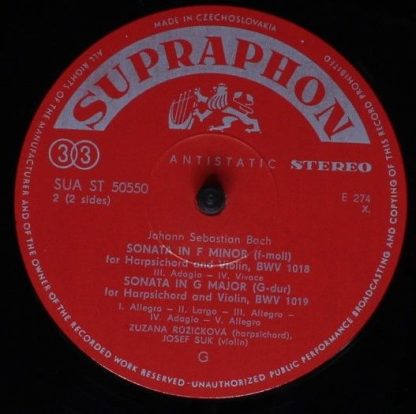 MADE IN CZECHOSLOVAKIA
ALL RIGHTS OF THE MANUFACTURER AND OF THE OWNER OF THE RECORDED WORK RESERVED · UNAUTHORIZED PUBLIC PERFORMANCE BROADCASTING AND COPYING OF THIS RECORD PROHIBITED
SUPRAPHON
33
ANTISTATIC STEREO
SUA ST 50550
2 (2 sides)
E 274
X.
Johann Sebastian Bach
SONATA IN F MINOR (f-moll)
for Harpsichord and Violin, BWV 1018
III. Adagio — IV. Vivace
SONATA IN G MAJOR (G-dur)
for Harpsichord and Violin, BWV 1019
I. Allegro — II. Largo — III. Allegro —
IV. Adagio — V. Allegro
ZUZANA RŮŽIČKOVÁ (harpsichord),
JOSEF SUK (violin)
G